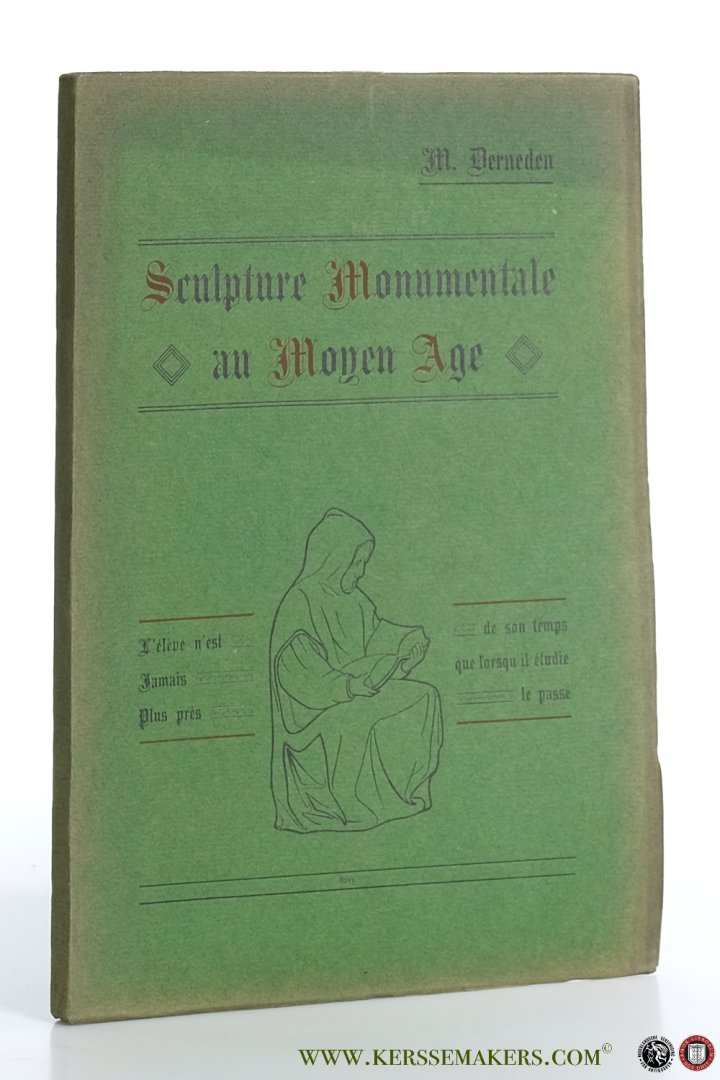 M. Derneden
Sculpture Monumentale
au Moyen Age
L'élève n'est
Jamais
Plus près
de son temps
que lorsqu'il étudie
le passé
WWW.KERSSEMAKERS.COM©